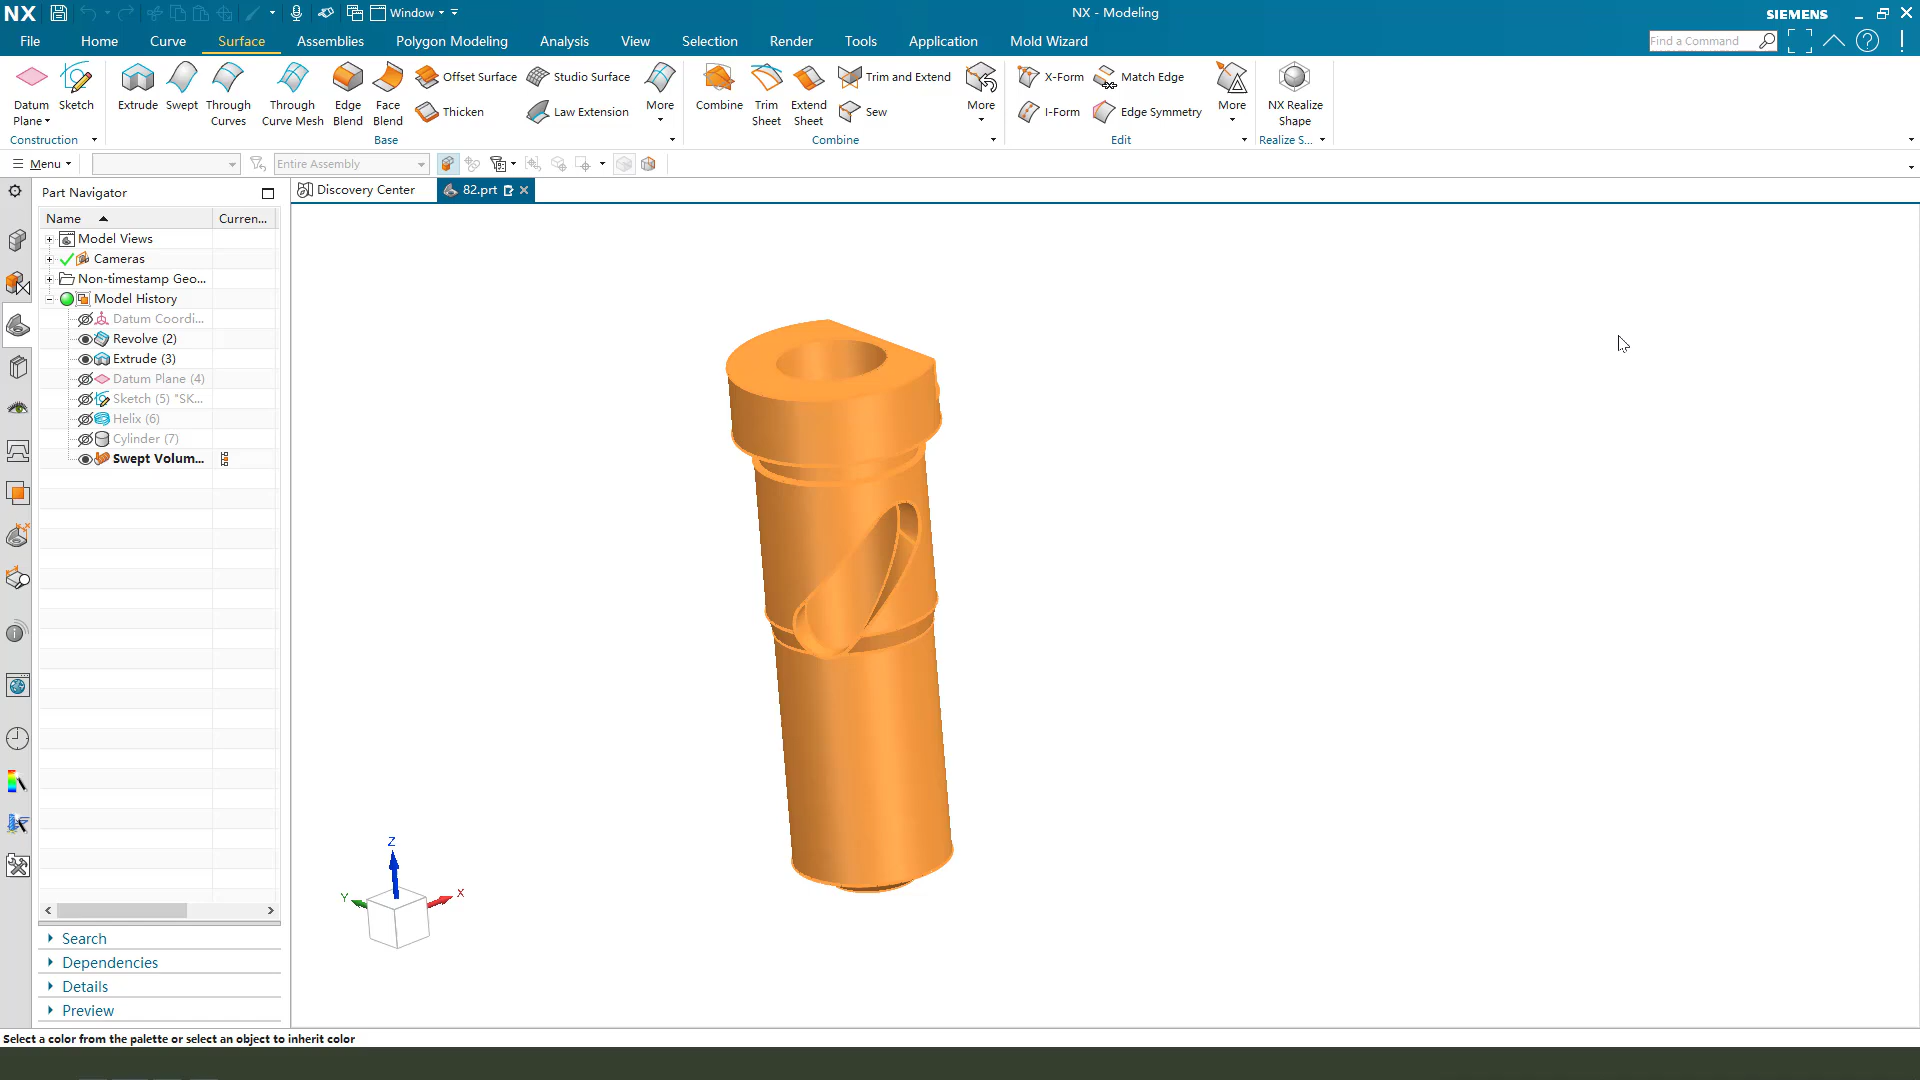 NX
Window
NX - Modeling
SIEMENS
File
Home
Curve
Surface
Assemblies
Polygon Modeling
Analysis
View
Selection
Render
Tools
Application
Mold Wizard
Find a Command
Datum Plane
Sketch
Extrude
Swept
Through Curves
Through Curve Mesh
Edge Blend
Face Blend
Offset Surface
Thicken
Studio Surface
Law Extension
More
Combine
Trim Sheet
Extend Sheet
Trim and Extend
Sew
More
X-Form
I-Form
Match Edge
Edge Symmetry
More
NX Realize Shape
Construction
Base
Combine
Edit
Realize S...
Menu
Entire Assembly
Part Navigator
Discovery Center
82.prt
Name
Curren...
Model Views
Cameras
Non-timestamp Geo...
Model History
Datum Coordi...
Revolve (2)
Extrude (3)
Datum Plane (4)
Sketch (5) "SK...
Helix (6)
Cylinder (7)
Swept Volum...
Z
Y
X
Search
Dependencies
Details
Preview
Select a color from the palette or select an object to inherit color